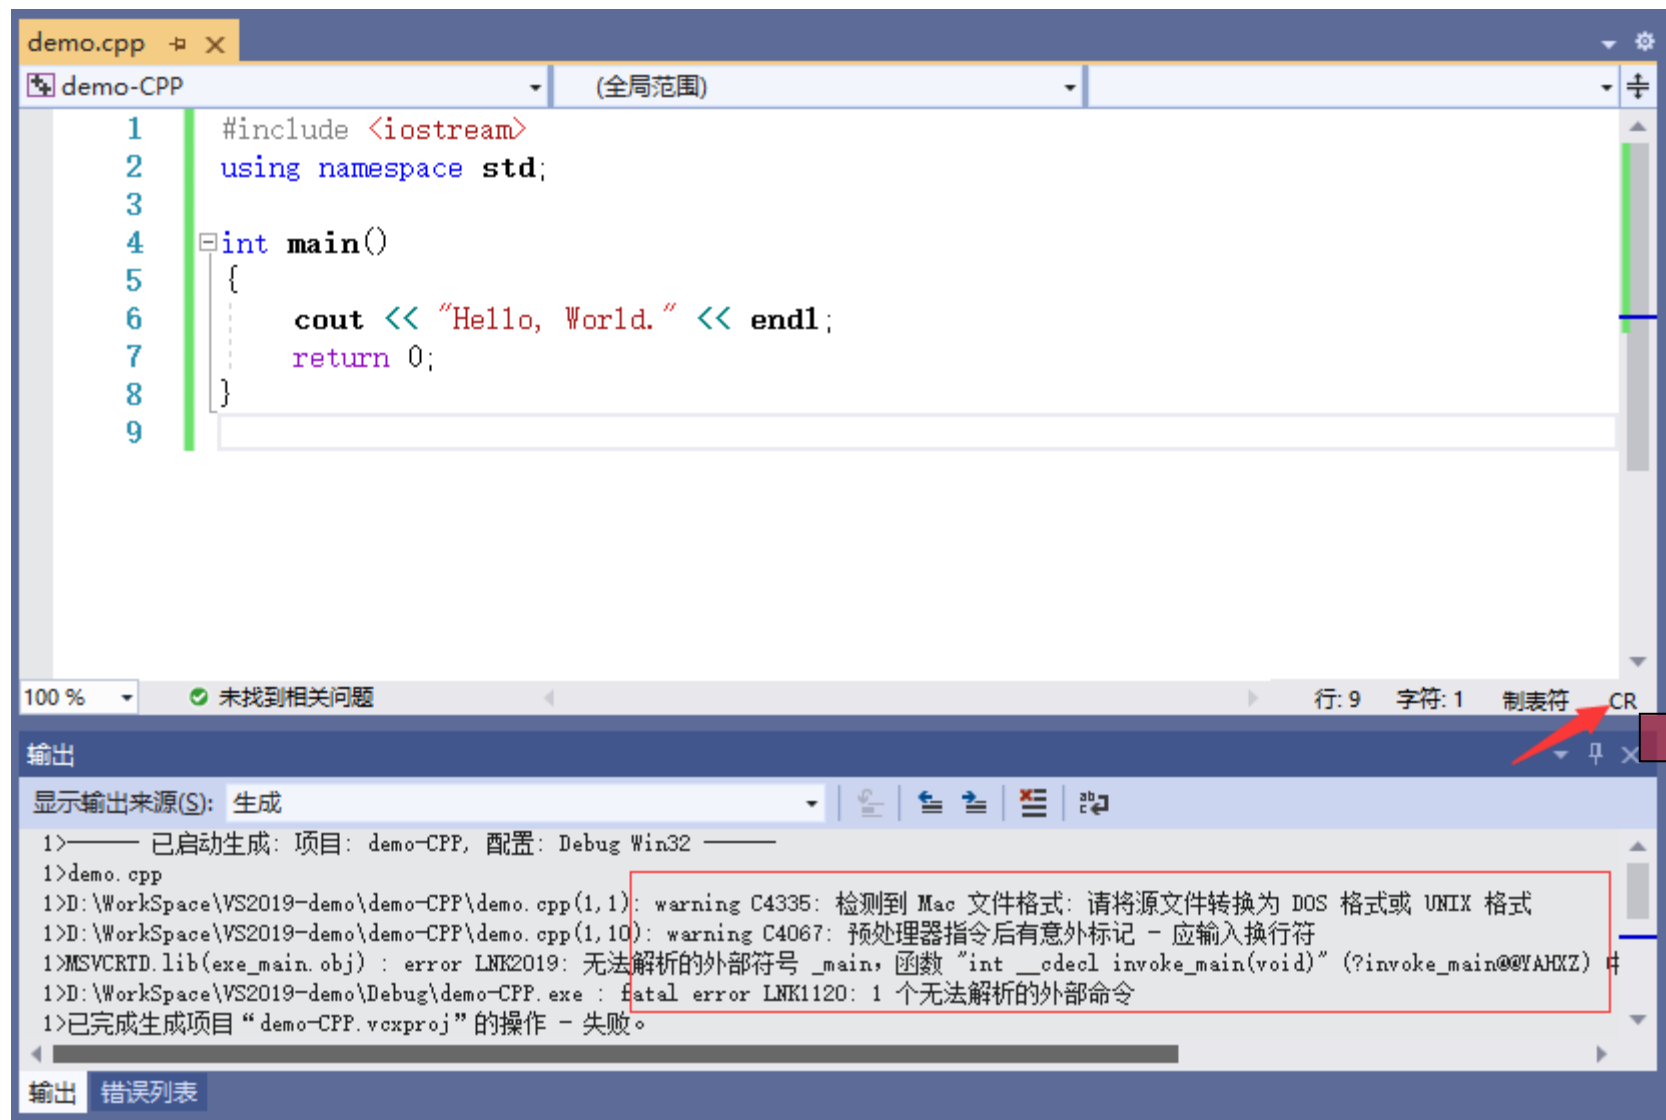 demo.cpp
demo-CPP (全局范围)
1 #include <iostream>
2 using namespace std;
3
4 int main()
5 {
6 cout << "Hello, World." << endl;
7 return 0;
8 }
9
100 % 未找到相关问题 行: 9 字符: 1 制表符 CR
输出
显示输出来源(S): 生成
1>------ 已启动生成: 项目: demo-CPP, 配置: Debug Win32 ------
1>demo.cpp
1>D:\WorkSpace\VS2019-demo\demo-CPP\demo.cpp(1,1): warning C4335: 检测到 Mac 文件格式: 请将源文件转换为 DOS 格式或 UNIX 格式
1>D:\WorkSpace\VS2019-demo\demo-CPP\demo.cpp(1,10): warning C4067: 预处理器指令后有意外标记 - 应输入换行符
1>MSVCRTD.lib(exe_main.obj) : error LNK2019: 无法解析的外部符号 _main，函数 "int __cdecl invoke_main(void)" (?invoke_main@@YAHXZ)
1>D:\WorkSpace\VS2019-demo\Debug\demo-CPP.exe : fatal error LNK1120: 1 个无法解析的外部命令
1>已完成生成项目“demo-CPP.vcxproj”的操作 - 失败。
输出 错误列表